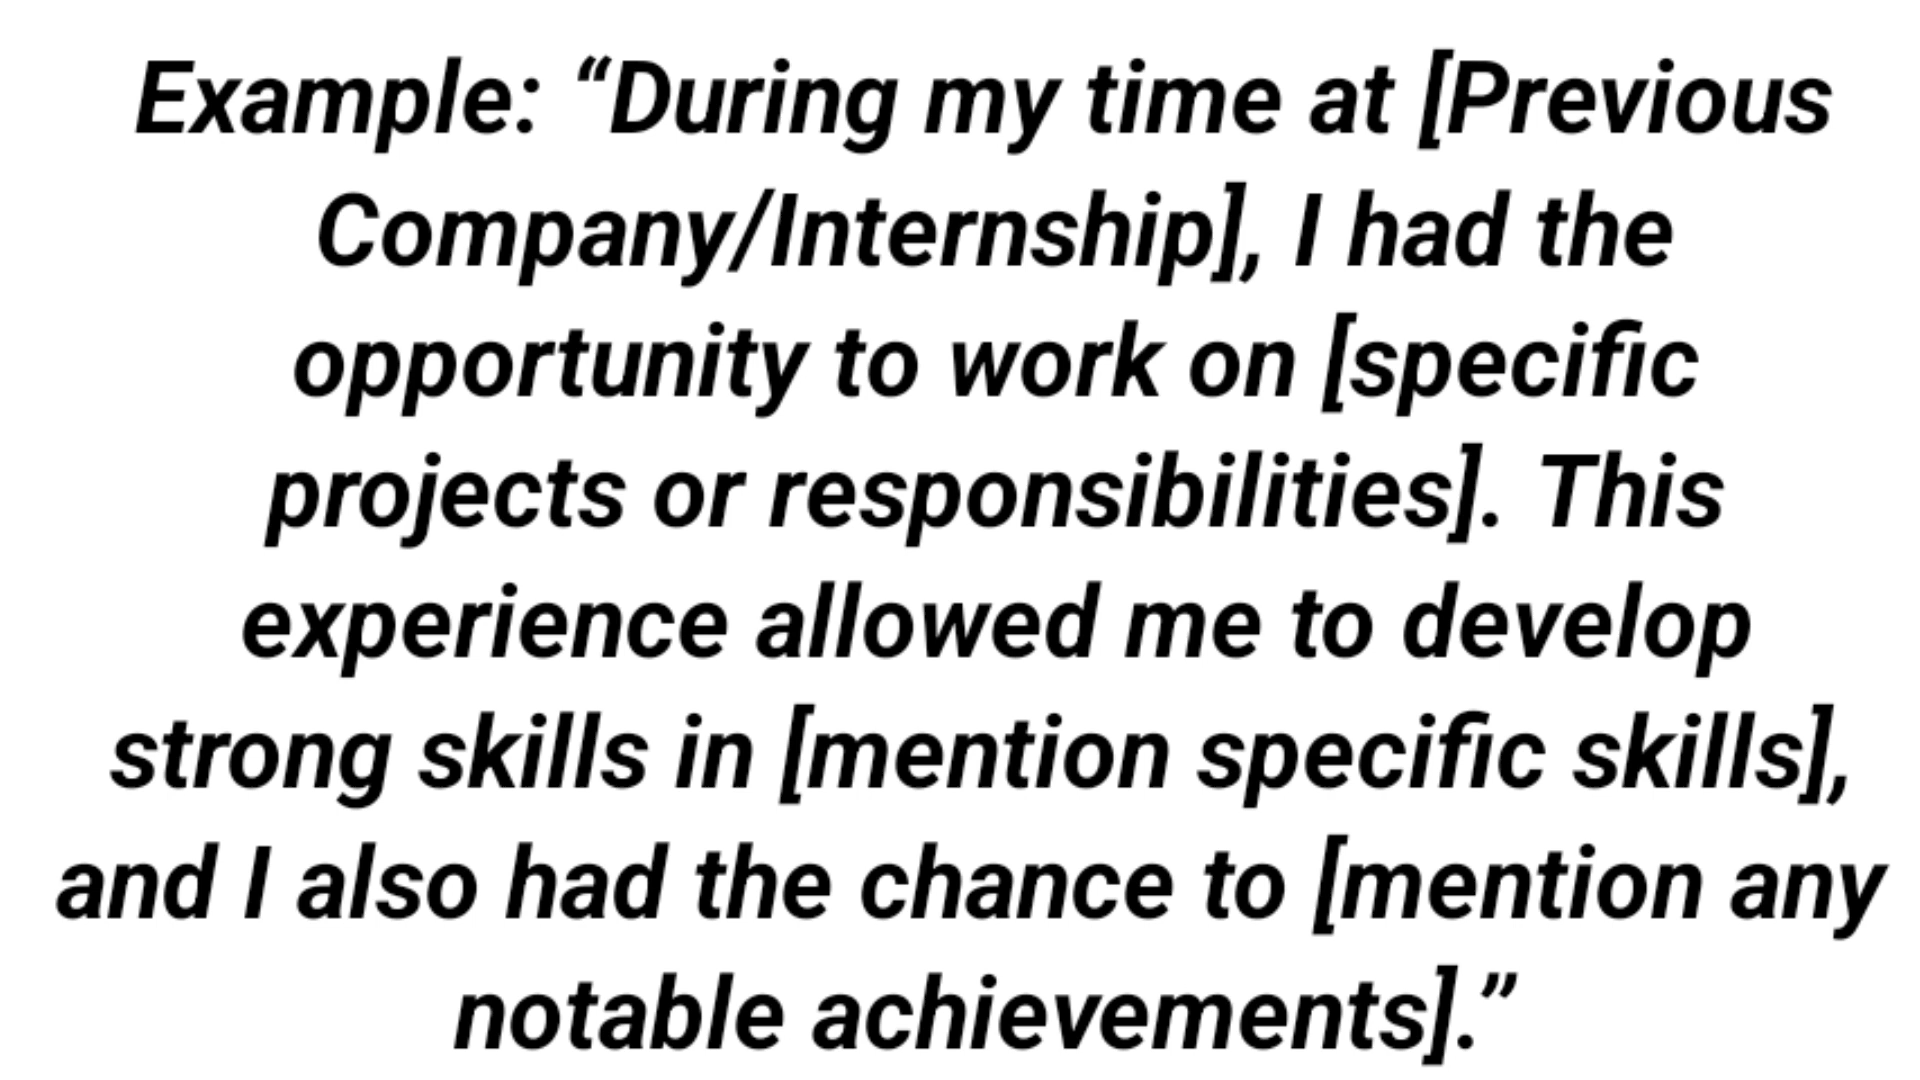 Example: “During my time at [Previous
Company/Internship], I had the
opportunity to work on [specific
projects or responsibilities]. This
experience allowed me to develop
strong skills in [mention specific skills],
and I also had the chance to [mention any
notable achievements].”